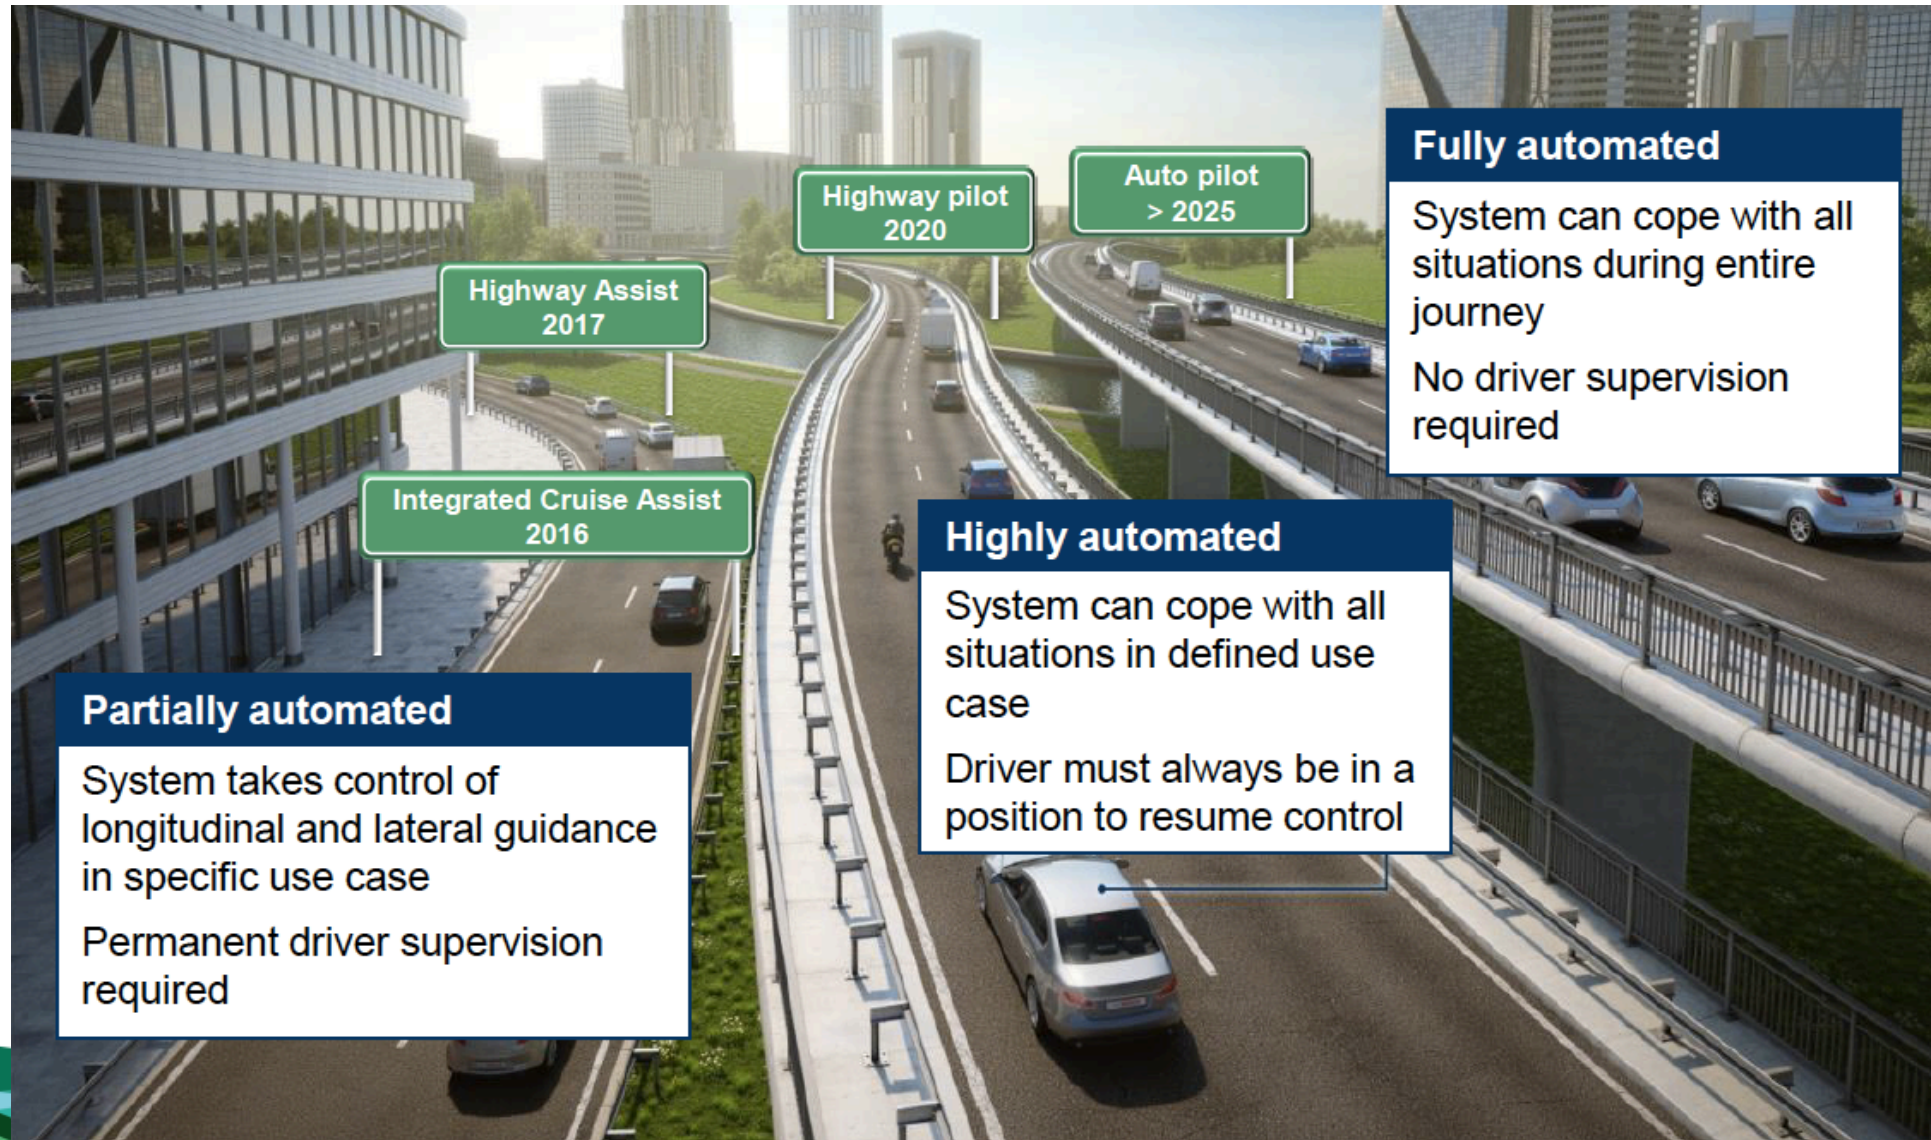 Fully automated
System can cope with all
situations during entire
journey
No driver supervision
required
Auto pilot
> 2025
Highway pilot
2020
Highway Assist
2017
Integrated Cruise Assist
2016
Highly automated
System can cope with all
situations in defined use
case
Driver must always be in a
position to resume control
Partially automated
System takes control of
longitudinal and lateral guidance
in specific use case
Permanent driver supervision
required